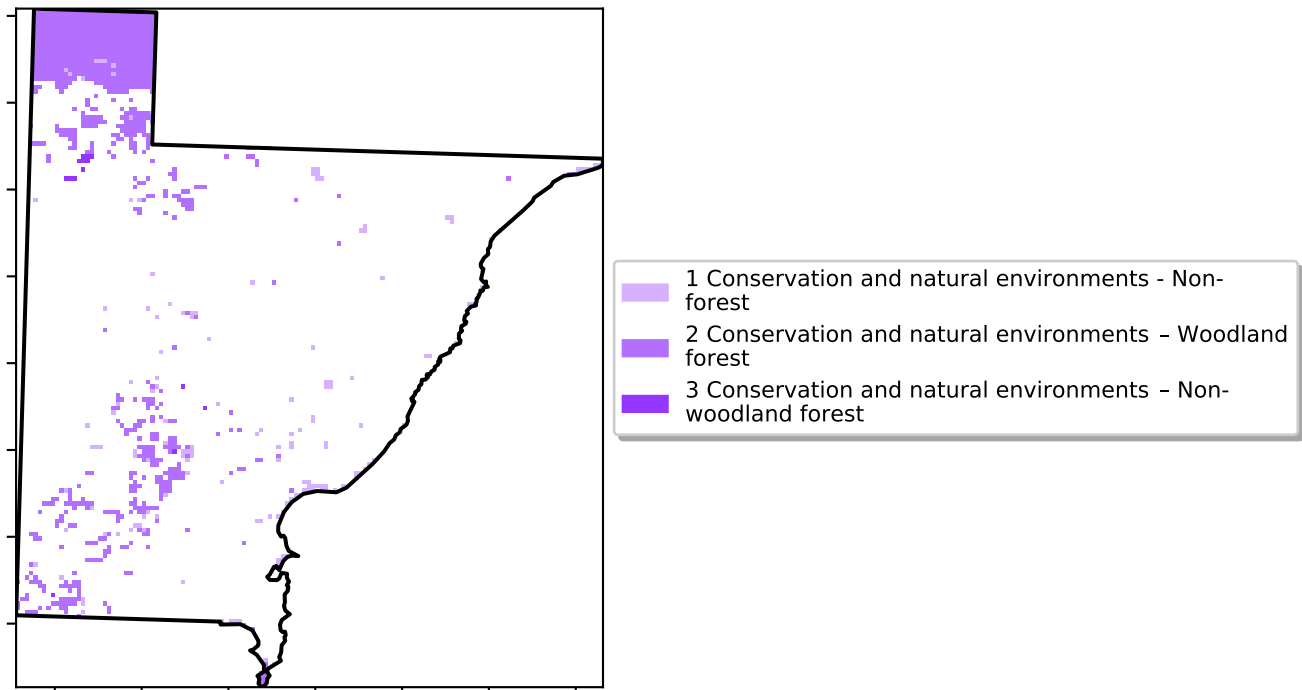 1 Conservation and natural environments - Non-
forest
2 Conservation and natural environments – Woodland
forest
3 Conservation and natural environments – Non-
woodland forest